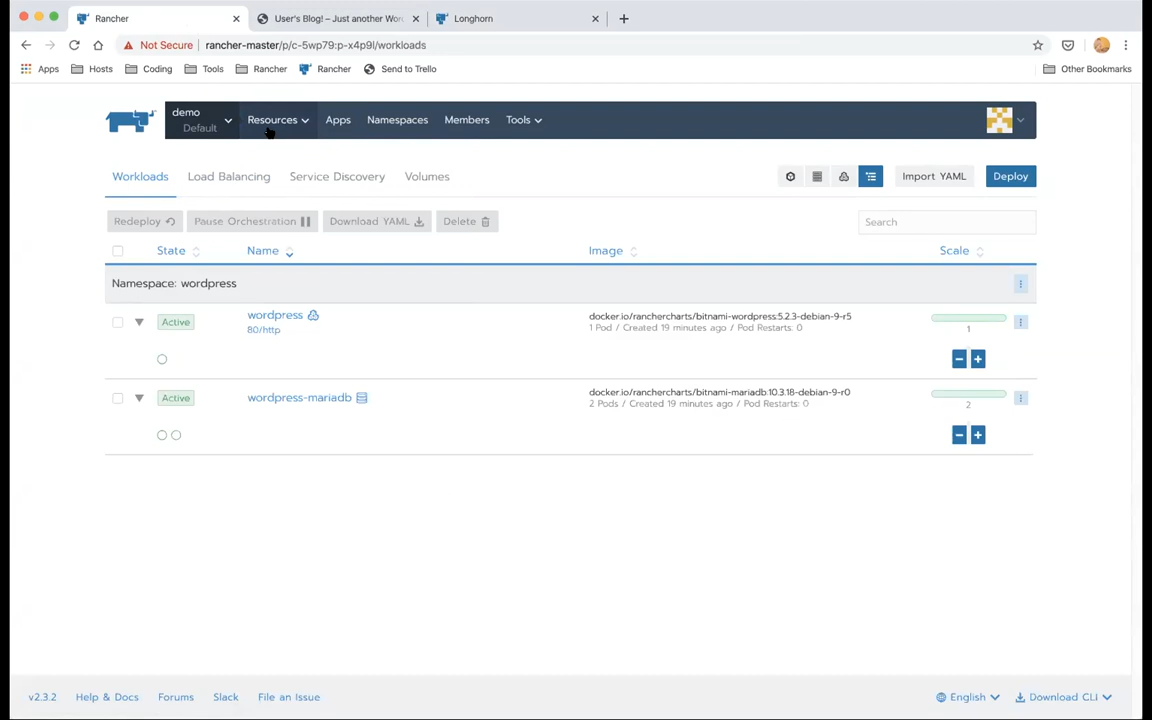 Rancher
User's Blog! – Just another Wor
Longhorn
Not Secure
rancher-master/p/c-5wp79:p-x4p9l/workloads
Apps
Hosts
Coding
Tools
Rancher
Rancher
Send to Trello
Other Bookmarks
demo
Default
Resources
Apps
Namespaces
Members
Tools
Workloads
Load Balancing
Service Discovery
Volumes
Import YAML
Deploy
Redeploy
Pause Orchestration
Download YAML
Delete
Search
State
Name
Image
Scale
Namespace: wordpress
Active
wordpress
80/http
docker.io/ranchercharts/bitnami-wordpress:5.2.3-debian-9-r5
1 Pod / Created 19 minutes ago / Pod Restarts: 0
1
Active
wordpress-mariadb
docker.io/ranchercharts/bitnami-mariadb:10.3.18-debian-9-r0
2 Pods / Created 19 minutes ago / Pod Restarts: 0
2
v2.3.2
Help & Docs
Forums
Slack
File an Issue
English
Download CLI